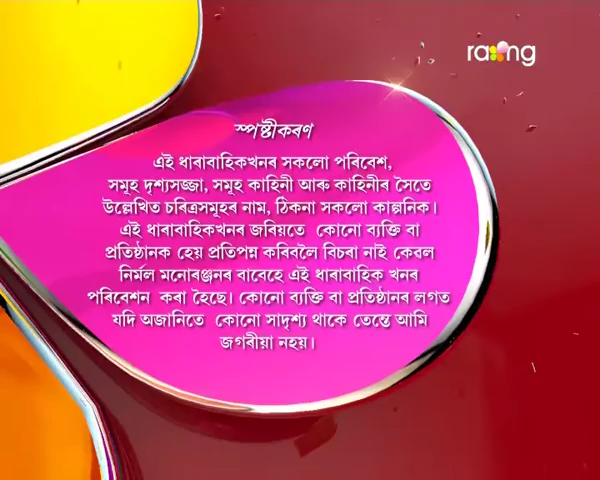 rang
স্পষ্টীকৰণ
এই ধাৰাবাহিকখনৰ সকলো পৰিবেশ,
সমূহ দৃশ্যসজ্জা, সমূহ কাহিনী আৰু কাহিনীৰ সৈতে
উল্লেখিত চৰিত্ৰসমূহৰ নাম, ঠিকনা সকলো কাল্পনিক।
এই ধাৰাবাহিকখনৰ জৰিয়তে কোনো ব্যক্তি বা
প্ৰতিষ্ঠানক হেয় প্ৰতিপন্ন কৰিবলৈ বিচৰা নাই কেৱল
নিৰ্মল মনোৰঞ্জনৰ বাবেহে এই ধাৰাবাহিক খনৰ
পৰিবেশন কৰা হৈছে। কোনো ব্যক্তি বা প্ৰতিষ্ঠানৰ লগত
যদি অজানিতে কোনো সাদৃশ্য থাকে তেন্তে আমি
জগৰীয়া নহয়।